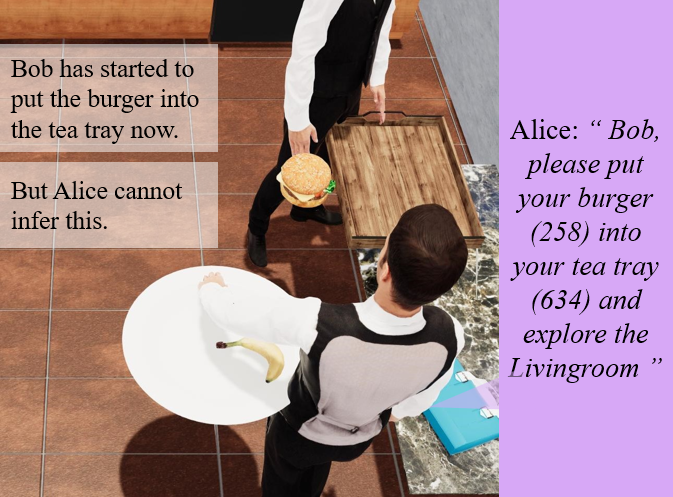 Bob has started to
put the burger into
the tea tray now.
But Alice cannot
infer this.
Alice: “ Bob,
please put
your burger
(258) into
your tea tray
(634) and
explore the
Livingroom ”